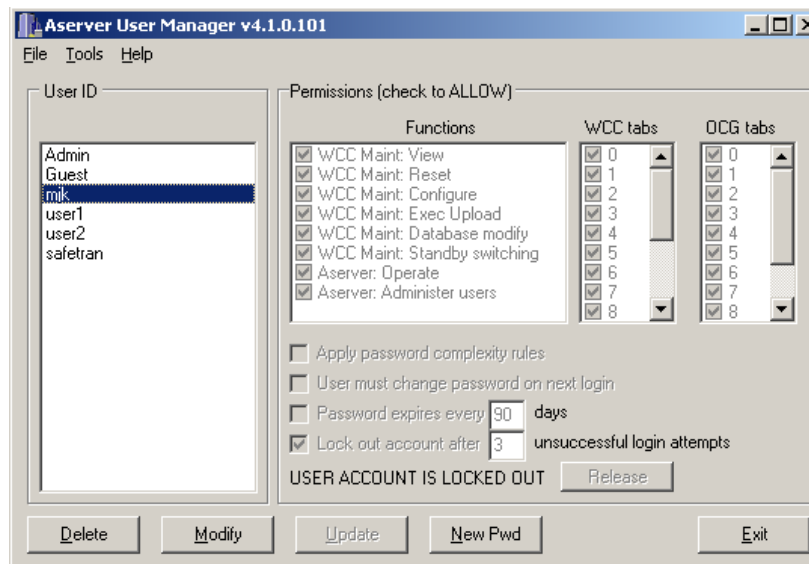 Aserver User Manager v4.1.0.101
File Tools Help
User ID
Admin
Guest
mjk
user1
user2
safetran
Permissions (check to ALLOW)
Functions
WCC Maint: View
WCC Maint: Reset
WCC Maint: Configure
WCC Maint: Exec Upload
WCC Maint: Database modify
WCC Maint: Standby switching
Aserver: Operate
Aserver: Administer users
WCC tabs
0
1
2
3
4
5
6
7
8
OCG tabs
0
1
2
3
4
5
6
7
8
Apply password complexity rules
User must change password on next login
Password expires every 90 days
Lock out account after 3 unsuccessful login attempts
USER ACCOUNT IS LOCKED OUT Release
Delete Modify Update New Pwd Exit